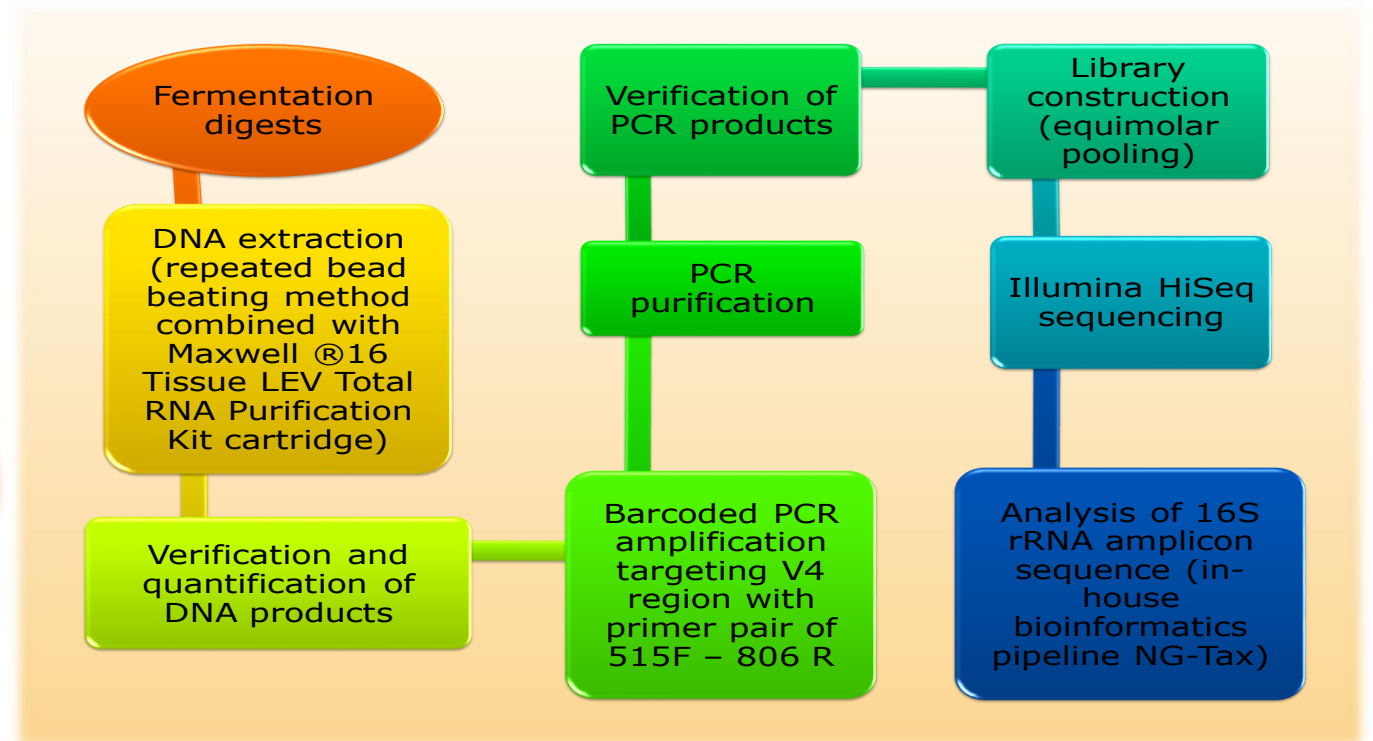 Fermentation
digests
DNA extraction
(repeated bead
beating method
combined with
Maxwell ®16
Tissue LEV Total
RNA Purification
Kit cartridge)
Verification and
quantification of
DNA products
Barcoded PCR
amplification
targeting V4
region with
primer pair of
515F – 806 R
PCR
purification
Verification of
PCR products
Library
construction
(equimolar
pooling)
Illumina HiSeq
sequencing
Analysis of 16S
rRNA amplicon
sequence (in-
house
bioinformatics
pipeline NG-Tax)